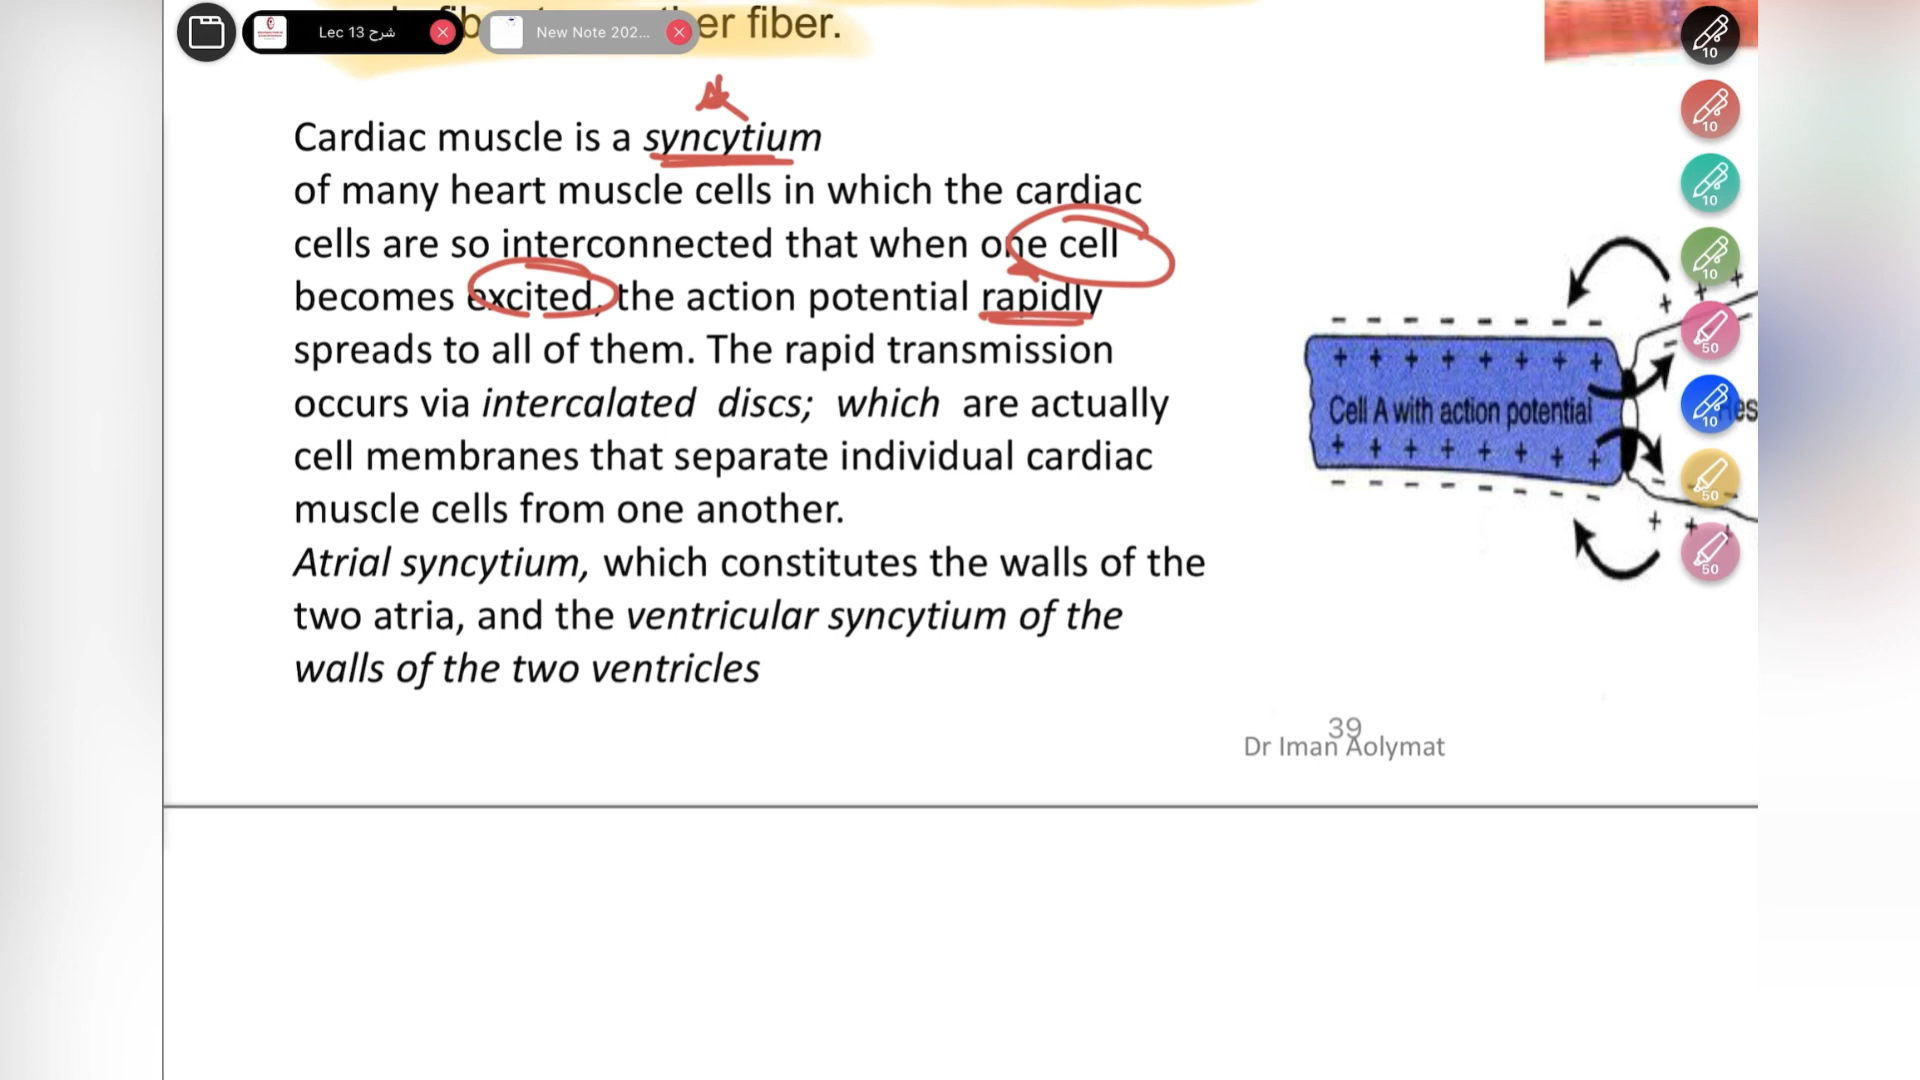 er fiber.
Lec 13 شرح
New Note 202...
Cardiac muscle is a syncytium
of many heart muscle cells in which the cardiac
cells are so interconnected that when one cell
becomes excited, the action potential rapidly
spreads to all of them. The rapid transmission
occurs via intercalated discs; which are actually
cell membranes that separate individual cardiac
muscle cells from one another.
Atrial syncytium, which constitutes the walls of the
two atria, and the ventricular syncytium of the
walls of the two ventricles
- - - - - - - -
+ + + + + + + +
Cell A with action potential
+ + + + + + + +
- - - - - - - -
39
Dr Iman Aolymat
10
10
10
10
50
10
50
50